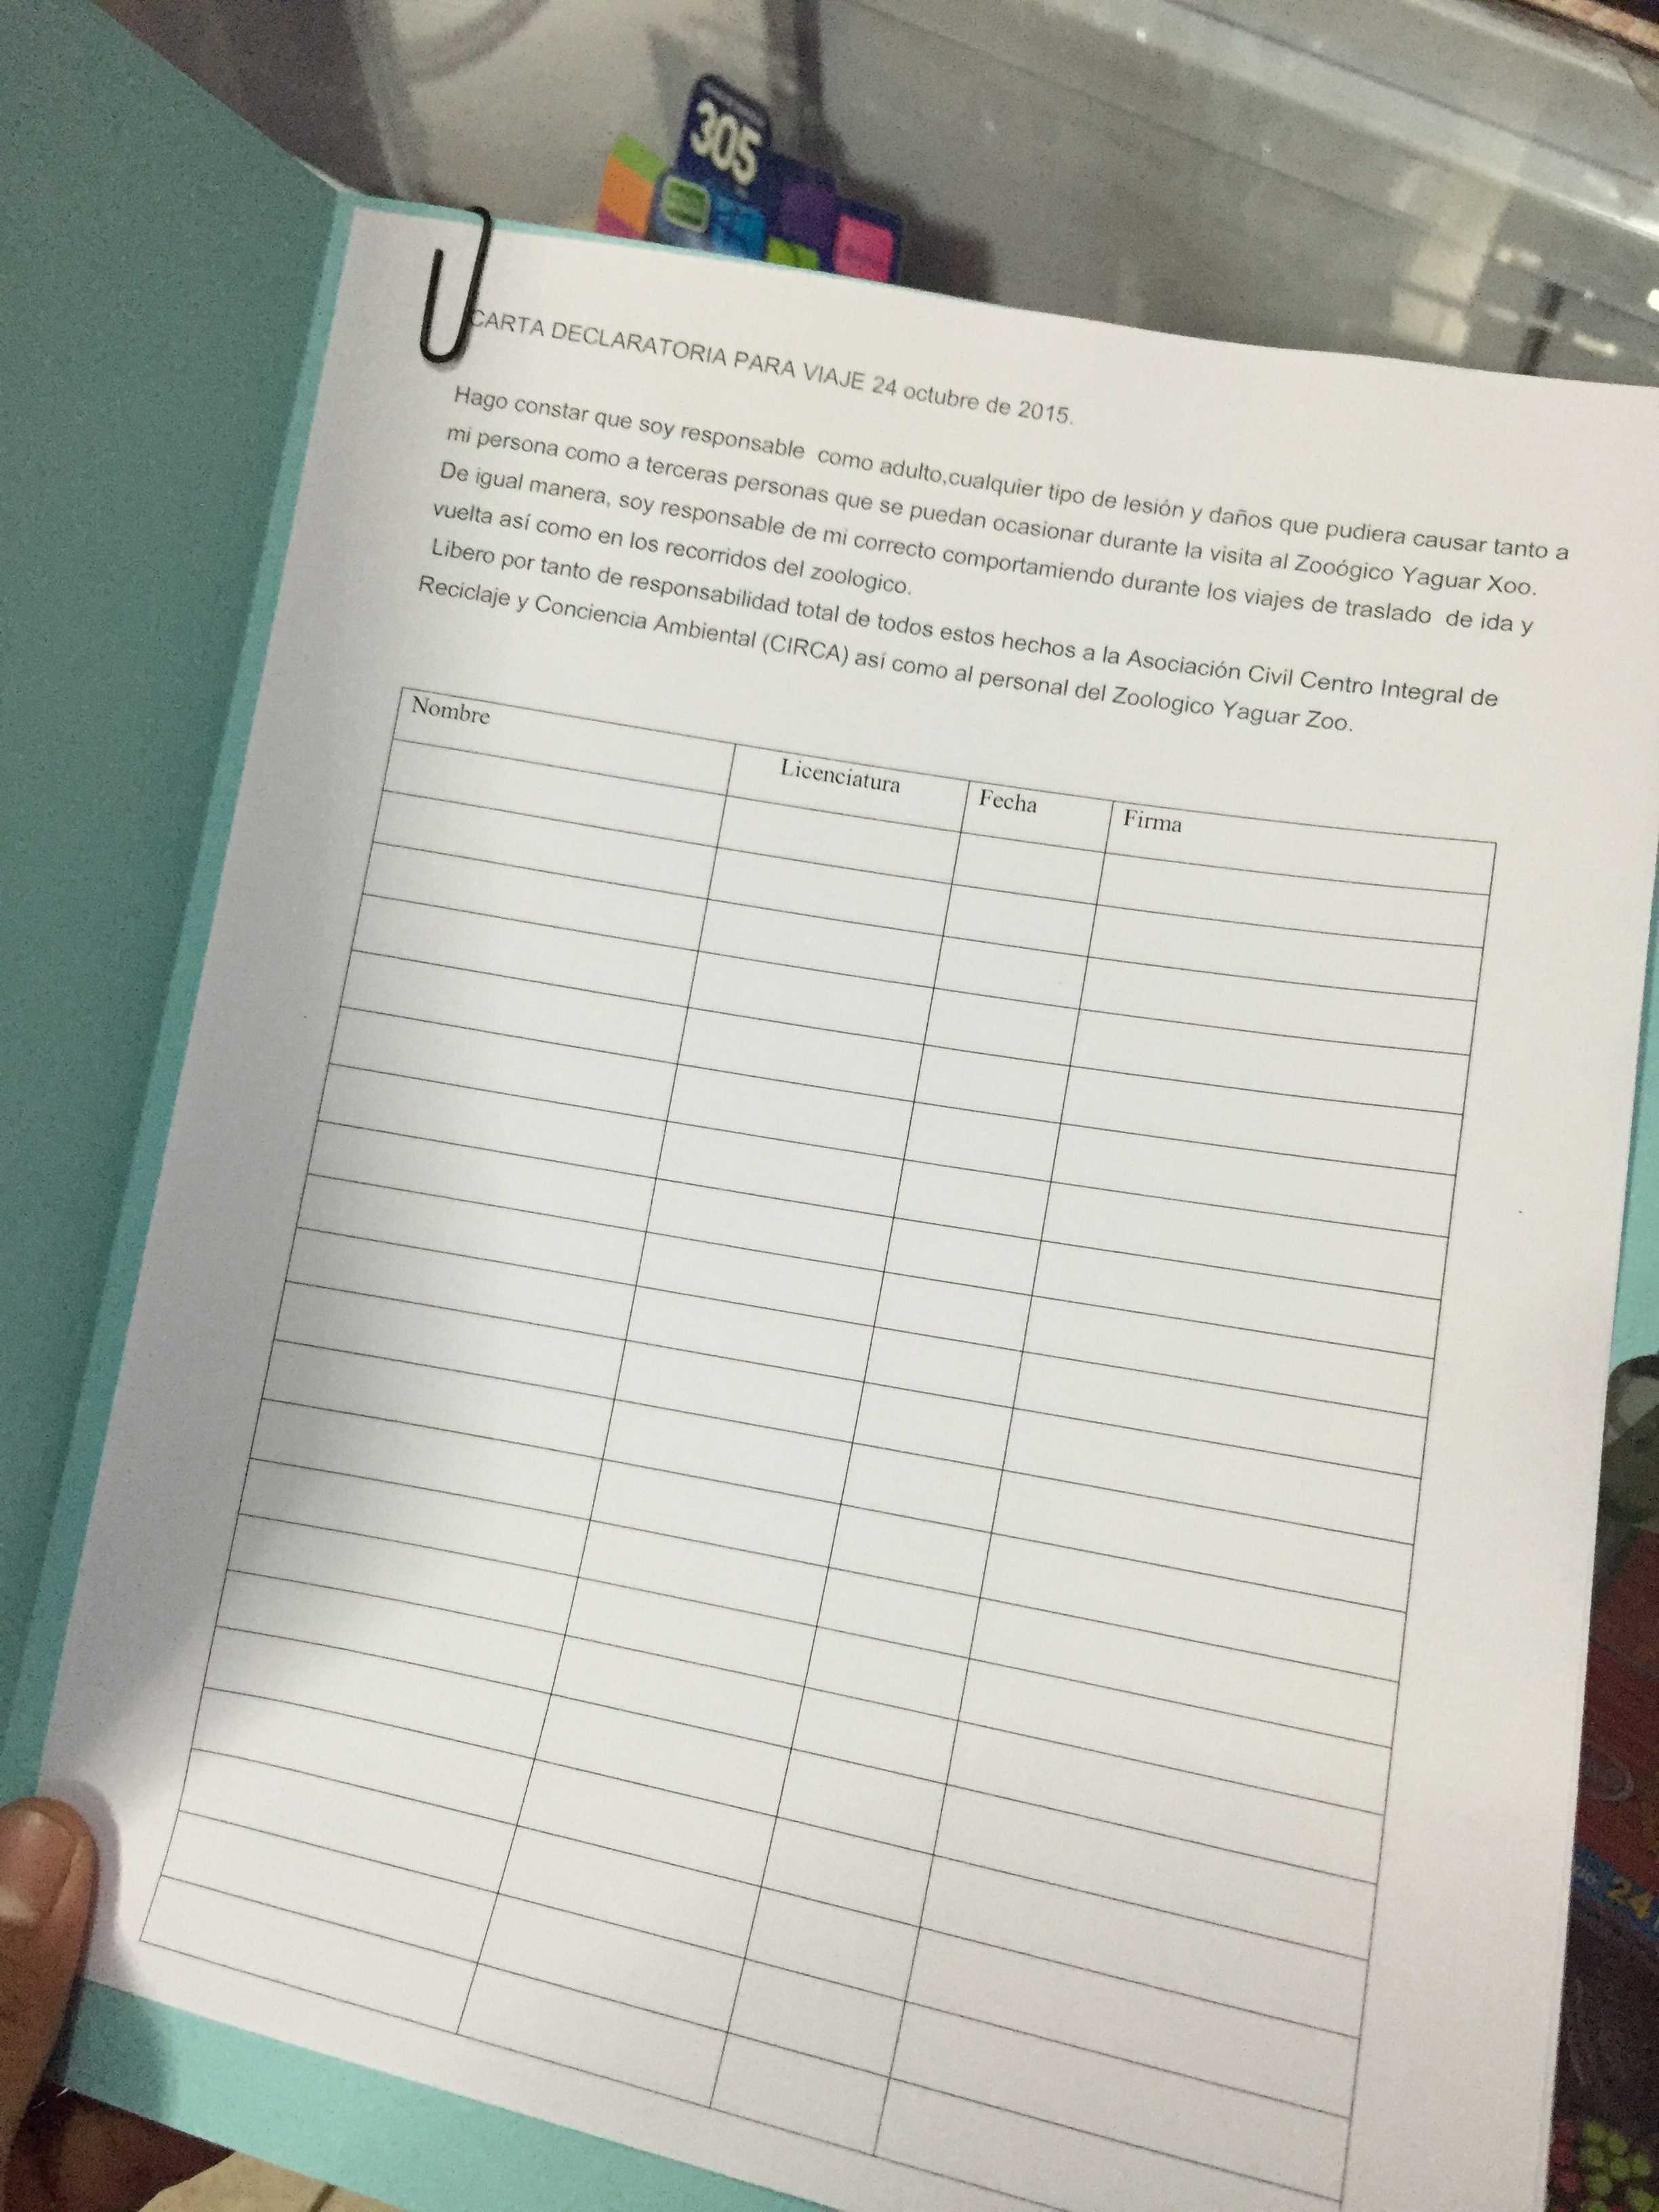 305
CARTA DECLARATORIA PARA VIAJE 24 octubre de 2015.
Hago constar que soy responsable como adulto,cualquier tipo de lesión y daños que pudiera causar tanto a
mi persona como a terceras personas que se puedan ocasionar durante la visita al Zooógico Yaguar Xoo.
De igual manera, soy responsable de mi correcto comportamiendo durante los viajes de traslado de ida y
vuelta así como en los recorridos del zoologico.
Libero por tanto de responsabilidad total de todos estos hechos a la Asociación Civil Centro Integral de
Reciclaje y Conciencia Ambiental (CIRCA) así como al personal del Zoologico Yaguar Zoo.
Nombre Licenciatura Fecha Firma
24